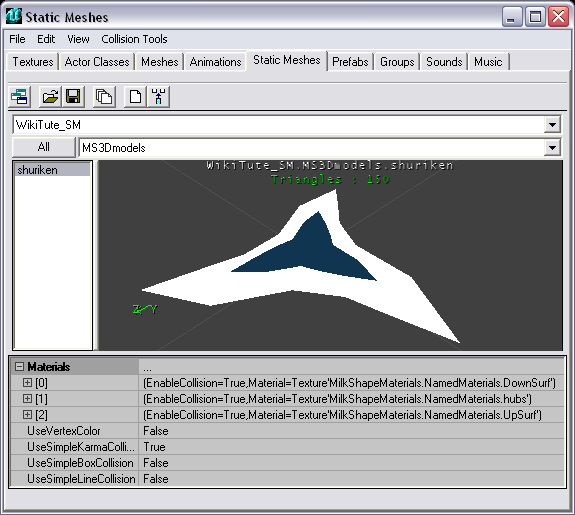 Static Meshes
File Edit View Collision Tools
Textures Actor Classes Meshes Animations Static Meshes Prefabs Groups Sounds Music
WikiTute_SM
All MS3Dmodels
shuriken
WikiTute_SM.MS3Dmodels.shuriken
Triangles : 150
Z Y
Materials ...
[0] (EnableCollision=True,Material=Texture'MilkShapeMaterials.NamedMaterials.DownSurf')
[1] (EnableCollision=True,Material=Texture'MilkShapeMaterials.NamedMaterials.hubs')
[2] (EnableCollision=True,Material=Texture'MilkShapeMaterials.NamedMaterials.UpSurf')
UseVertexColor False
UseSimpleKarmaColli... True
UseSimpleBoxCollision False
UseSimpleLineCollision False